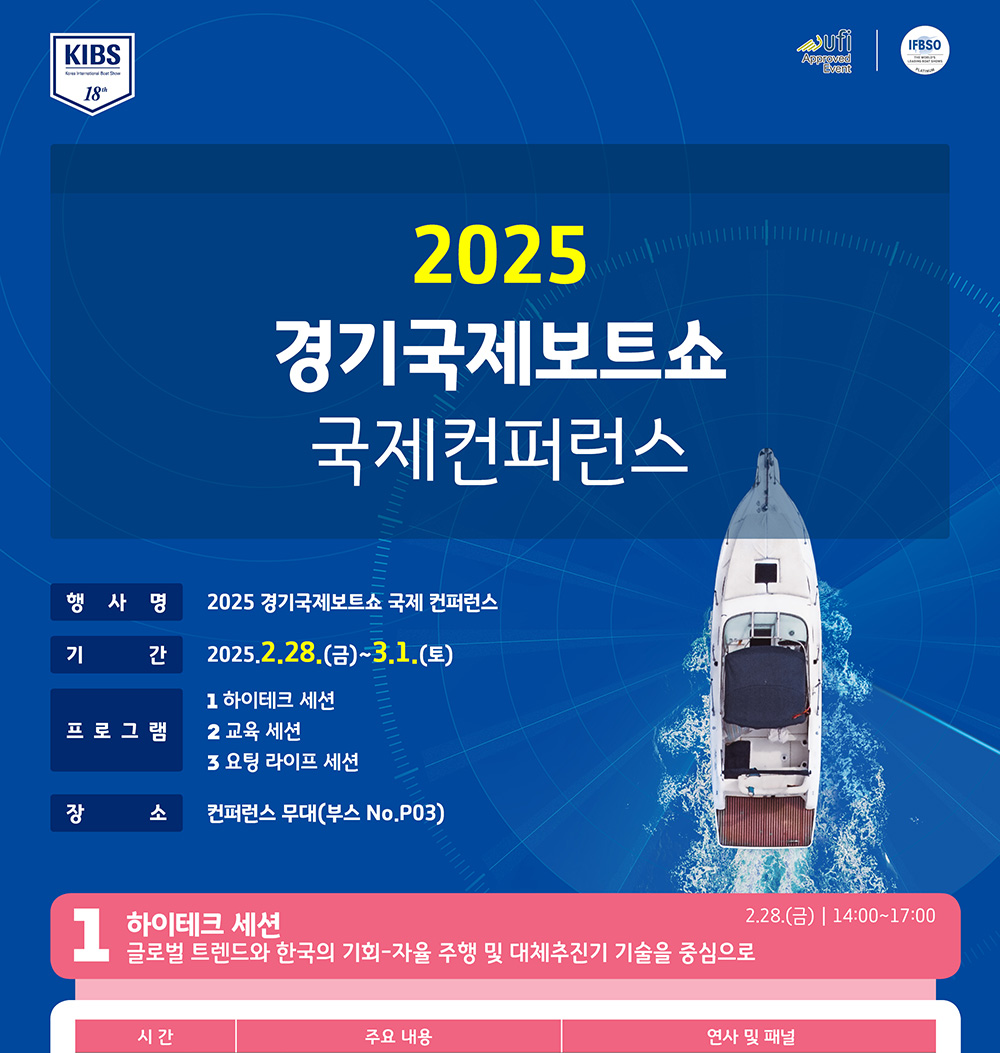 KIBS
Korea International Boat Show
18th
ufi
Approved
Event
IFBSO
THE WORLD'S
LEADING BOAT SHOWS
PLATINUM
2025
경기국제보트쇼
국제컨퍼런스
행 사 명 2025 경기국제보트쇼 국제 컨퍼런스
기 간 2025.2.28.(금)~3.1.(토)
프 로 그 램 1 하이테크 세션
2 교육 세션
3 요팅 라이프 세션
장 소 컨퍼런스 무대(부스 No.P03)
1 하이테크 세션 2.28.(금) | 14:00~17:00
글로벌 트렌드와 한국의 기회-자율 주행 및 대체추진기 기술을 중심으로
시 간 주요 내용 연사 및 패널